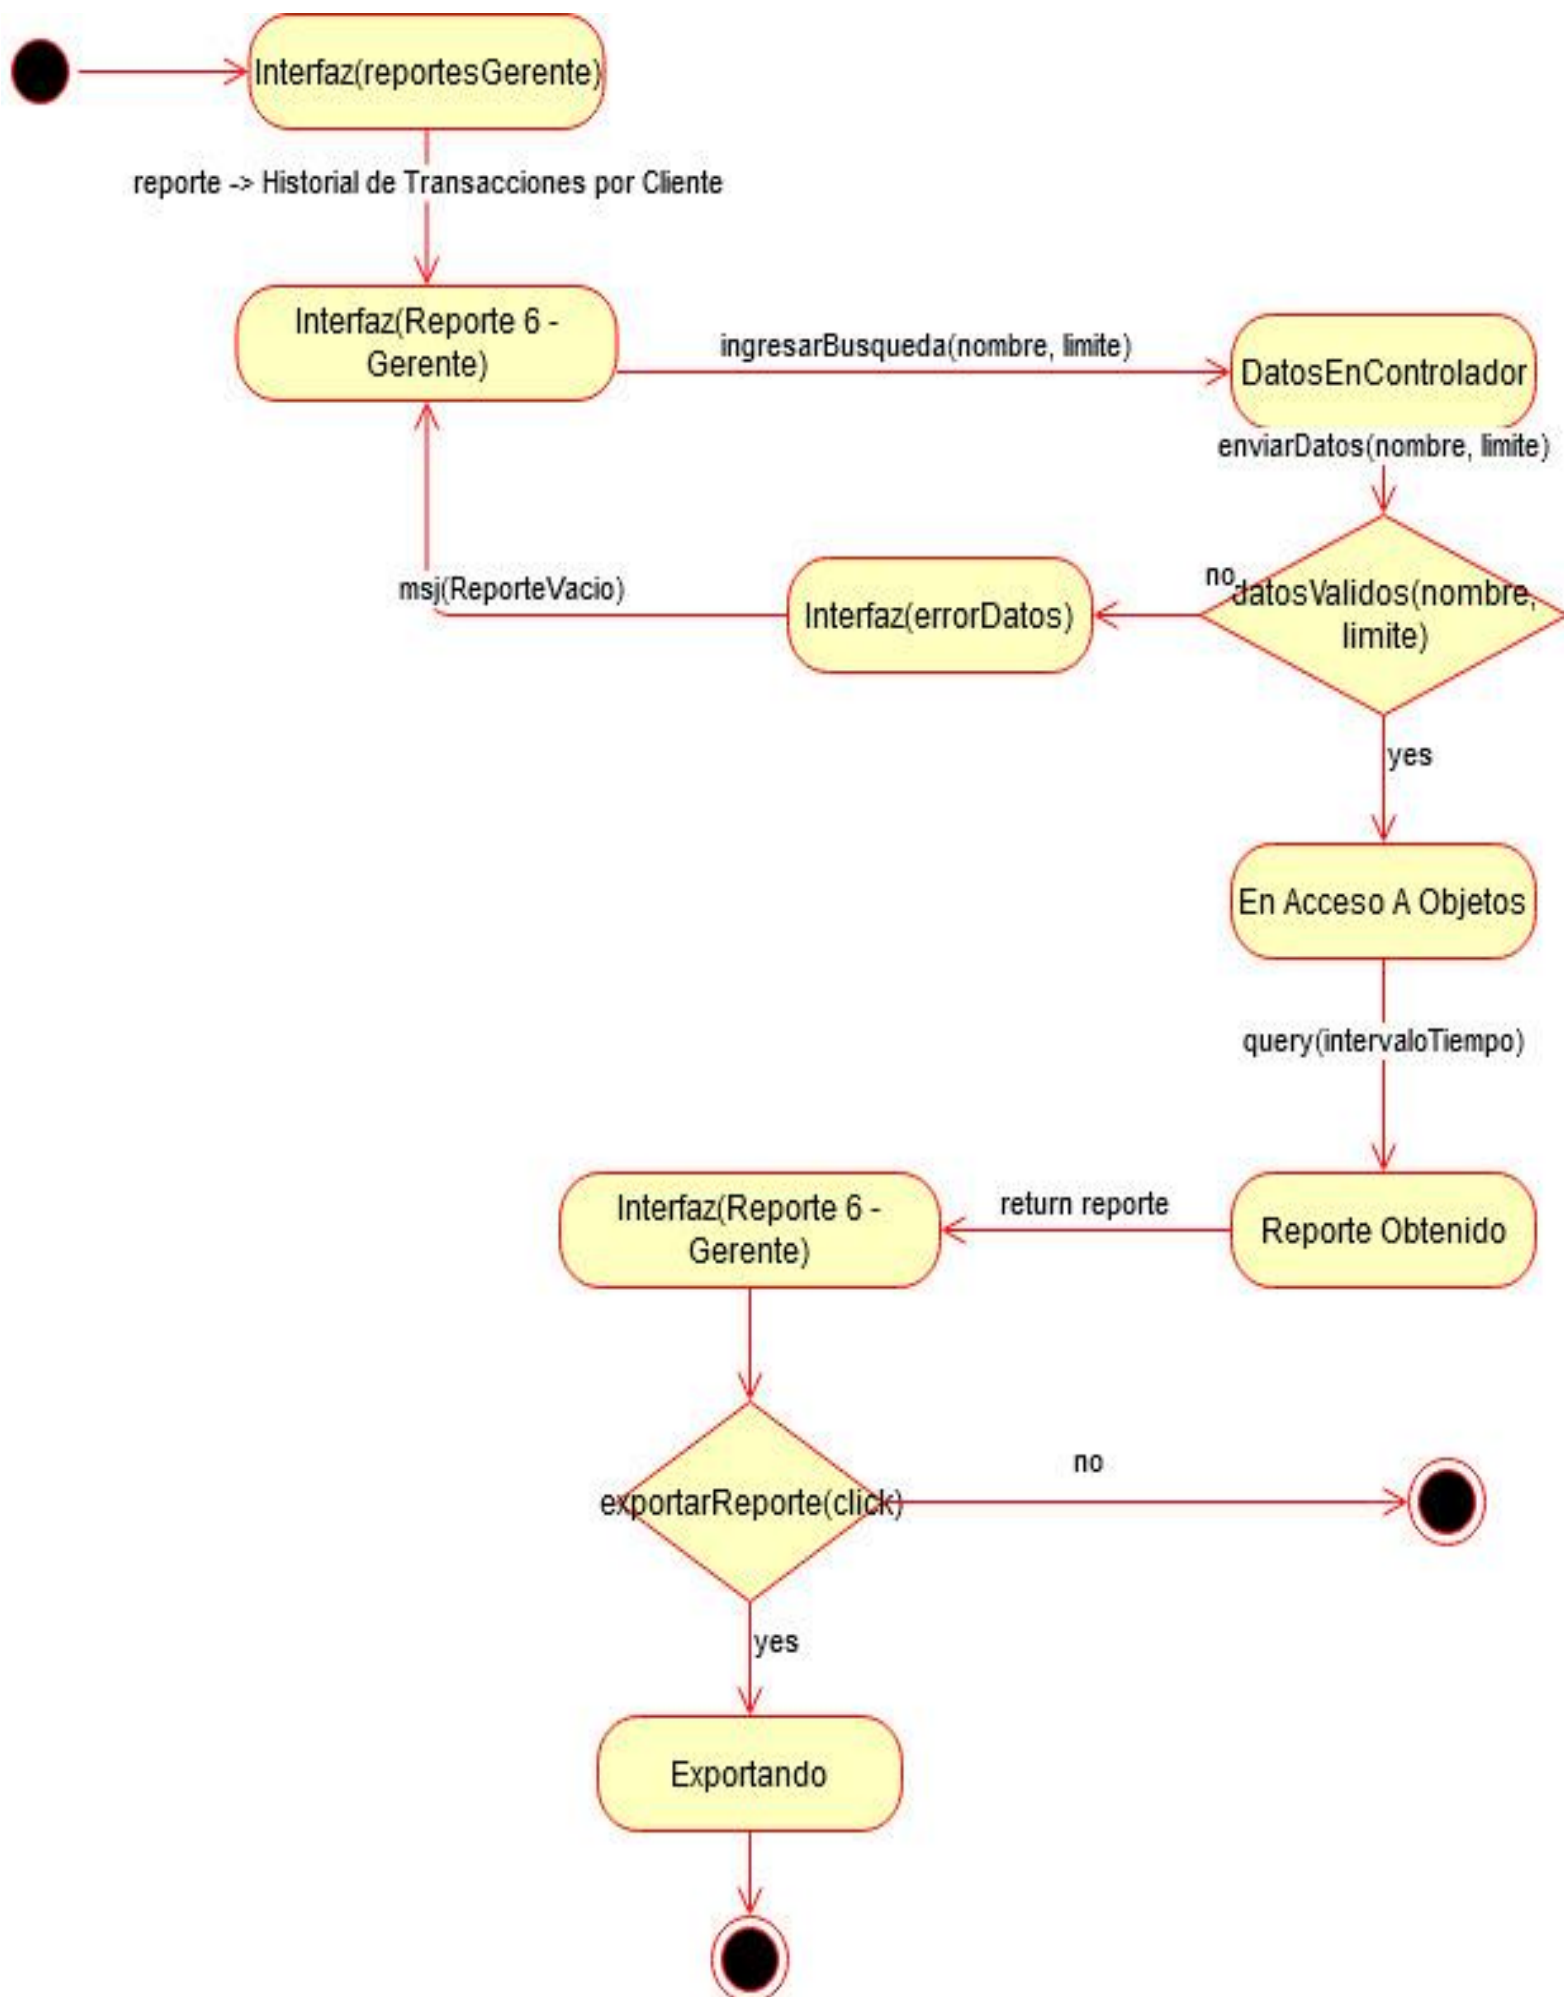 Interfaz(reportesGerente)
reporte -> Historial de Transacciones por Cliente
Interfaz(Reporte 6 -
Gerente)
ingresarBusqueda(nombre, limite)
DatosEnControlador
enviarDatos(nombre, limite)
datosValidos(nombre,
limite)
no
Interfaz(errorDatos)
msj(ReporteVacio)
yes
En Acceso A Objetos
query(intervaloTiempo)
Reporte Obtenido
return reporte
Interfaz(Reporte 6 -
Gerente)
exportarReporte(click)
no
yes
Exportando